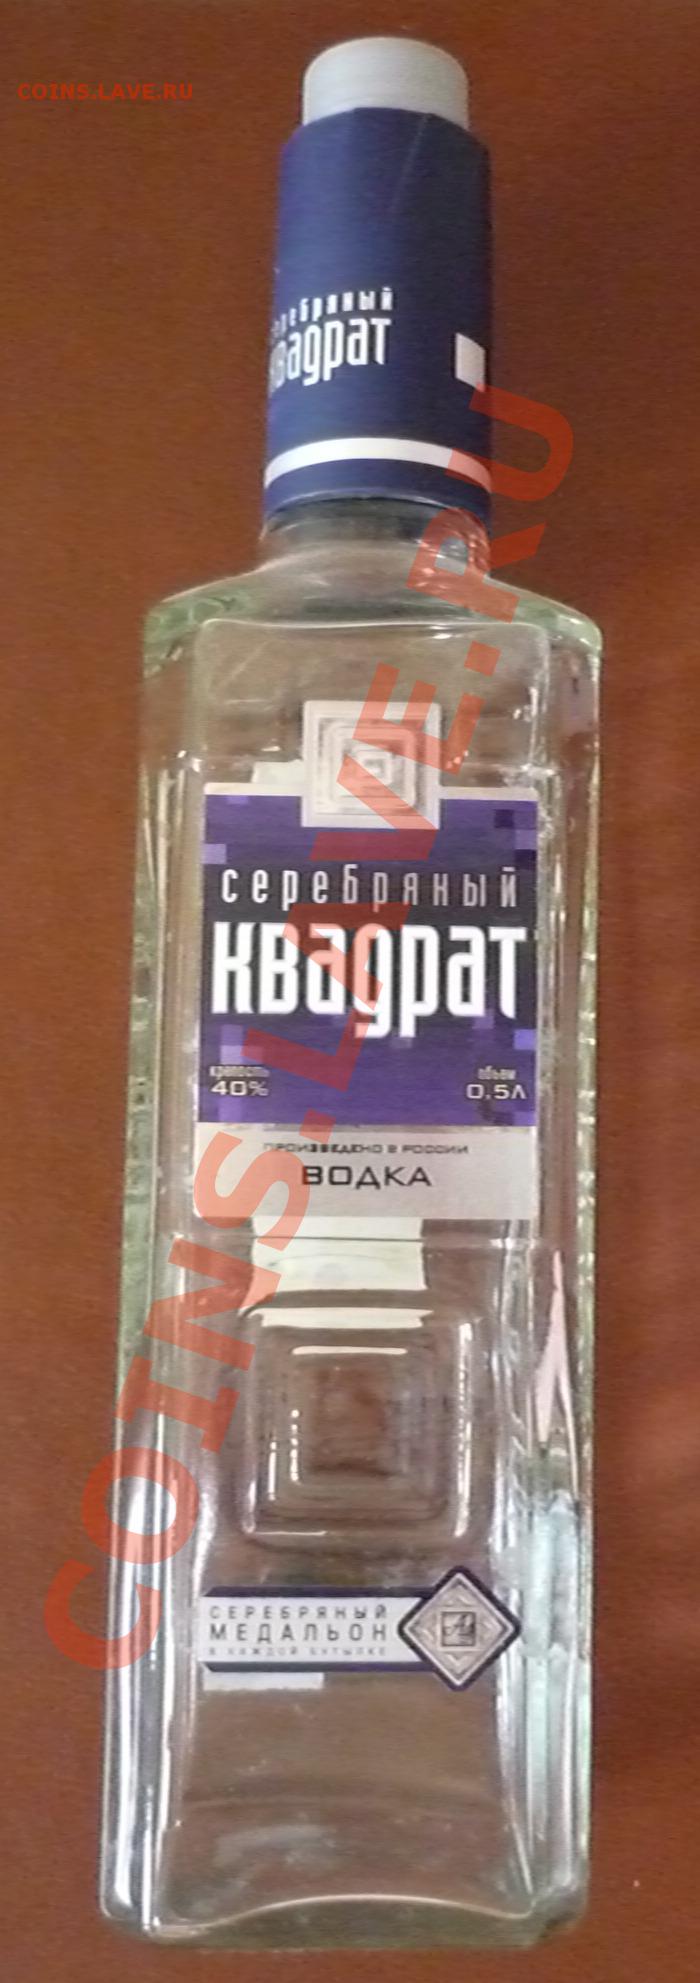 COINS.LAVE.RU
серебряный
квадрат
серебряный
квадрат
крепость
40%
объем
0,5л
ПРОИЗВЕДЕНО В РОССИИ
ВОДКА
СЕРЕБРЯНЫЙ
МЕДАЛЬОН
В КАЖДОЙ БУТЫЛКЕ
Ag
COINS.LAVE.RU